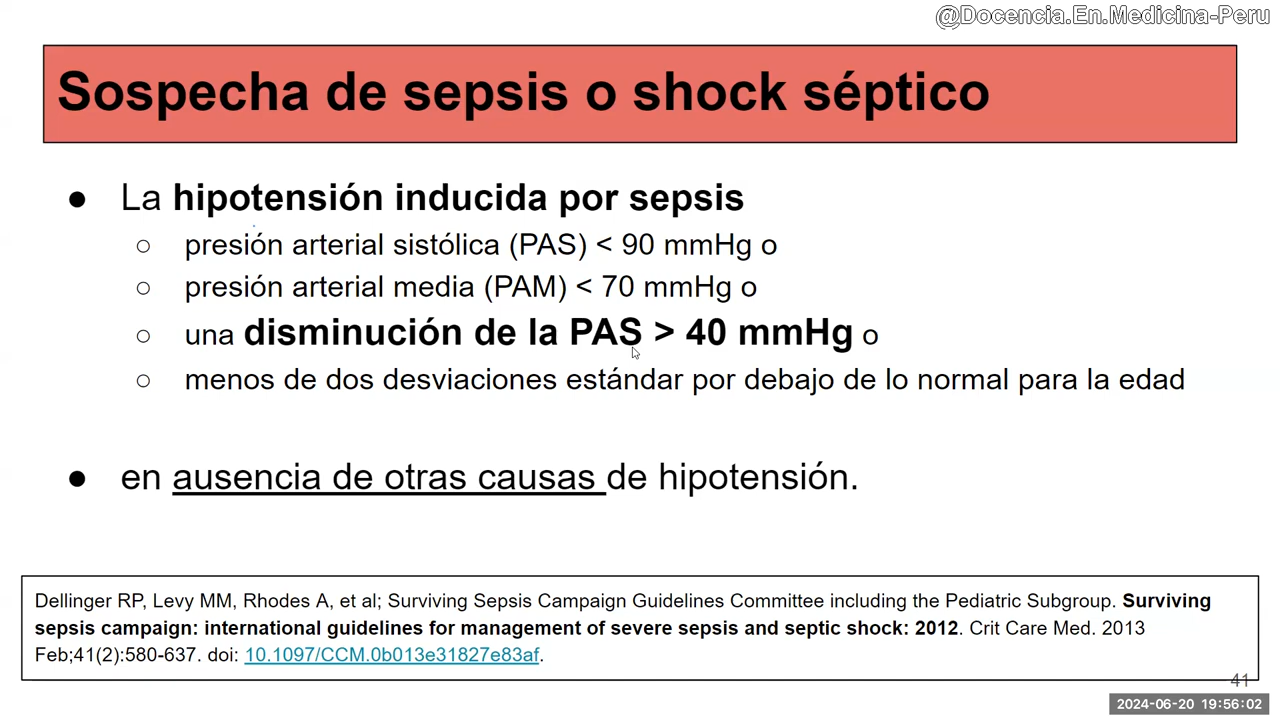 @Docencia.En.Medicina-Peru
Sospecha de sepsis o shock séptico
● La hipotensión inducida por sepsis
○ presión arterial sistólica (PAS) < 90 mmHg o
○ presión arterial media (PAM) < 70 mmHg o
○ una disminución de la PAS > 40 mmHg o
○ menos de dos desviaciones estándar por debajo de lo normal para la edad
● en ausencia de otras causas de hipotensión.
Dellinger RP, Levy MM, Rhodes A, et al; Surviving Sepsis Campaign Guidelines Committee including the Pediatric Subgroup. Surviving
sepsis campaign: international guidelines for management of severe sepsis and septic shock: 2012. Crit Care Med. 2013
Feb;41(2):580-637. doi: 10.1097/CCM.0b013e31827e83af.
41
2024-06-20 19:56:02